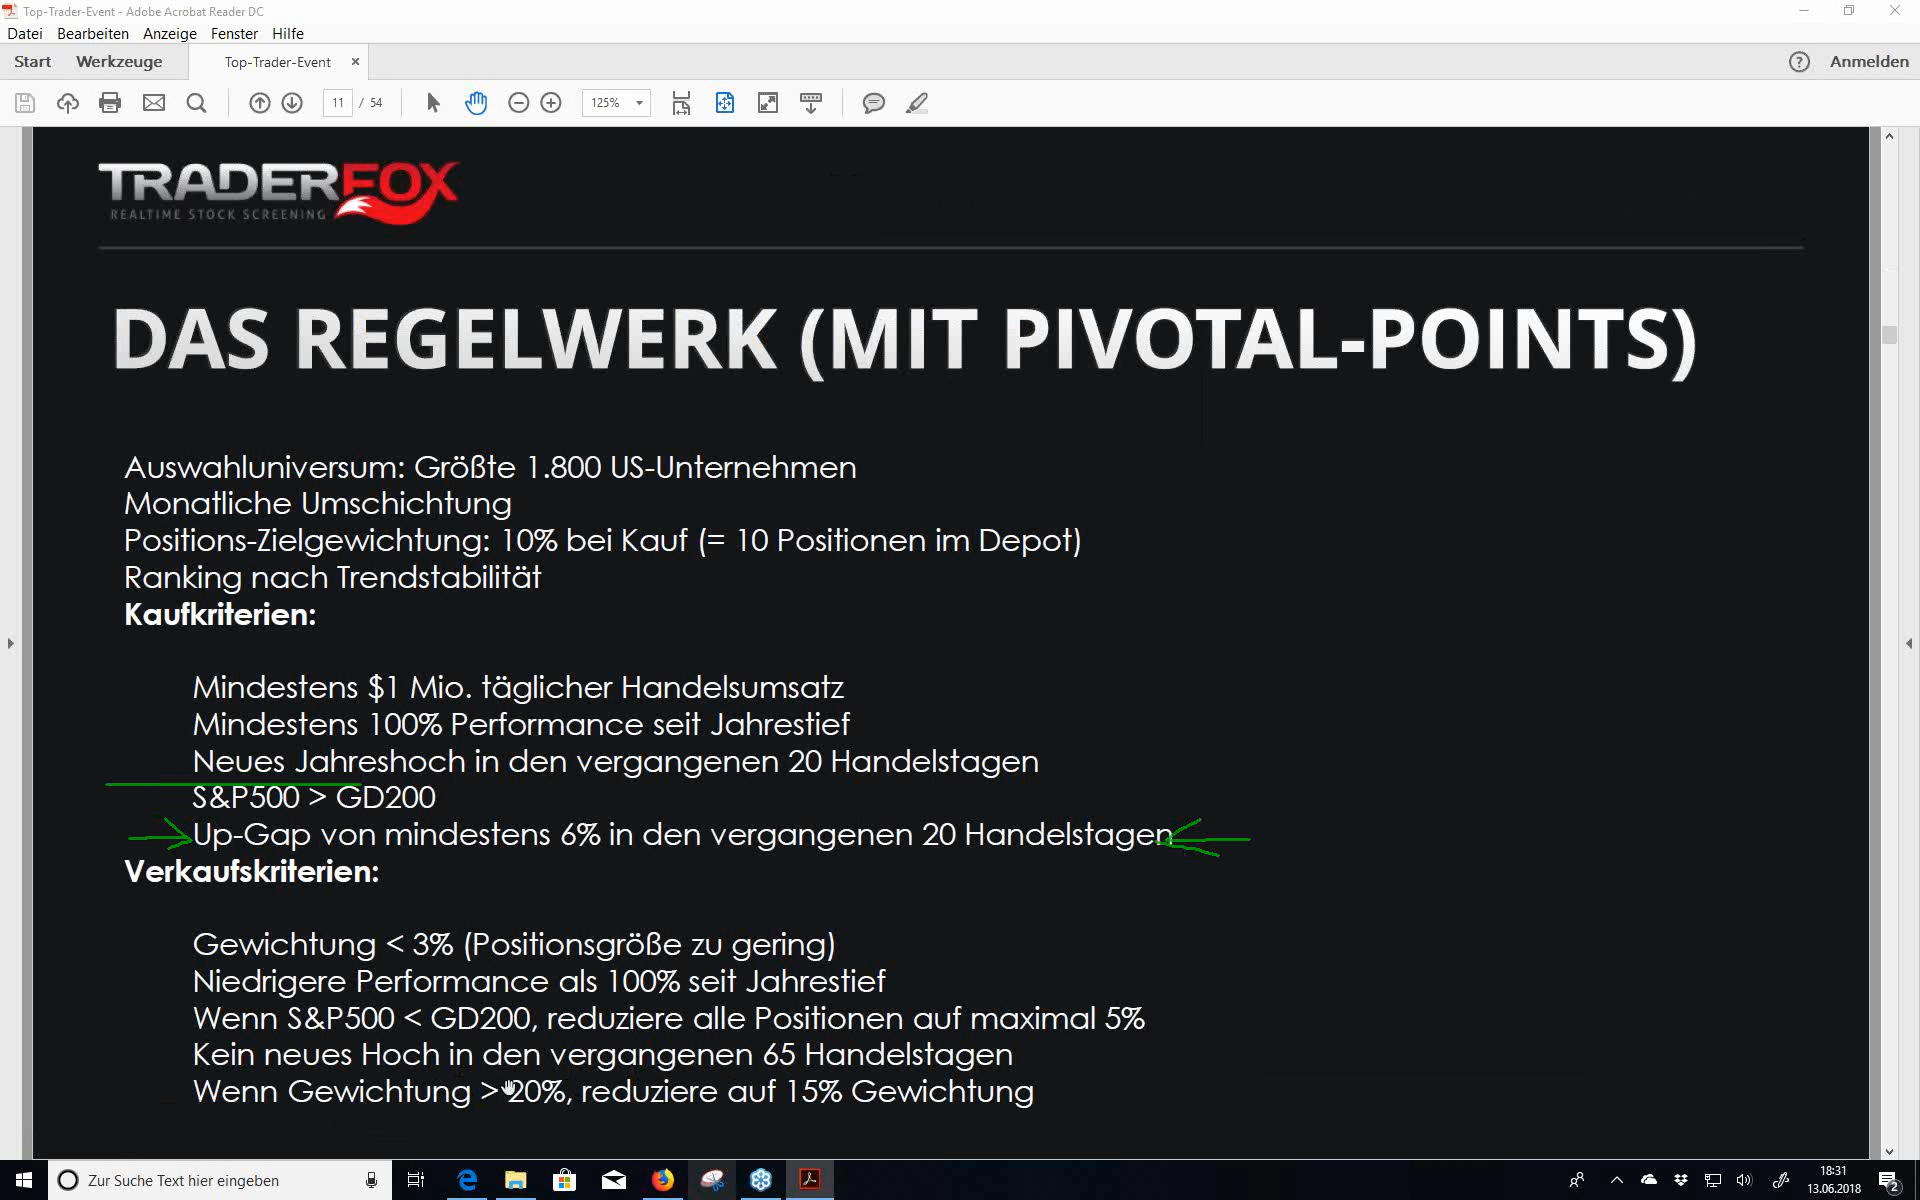 Top-Trader-Event - Adobe Acrobat Reader DC
Datei Bearbeiten Anzeige Fenster Hilfe
Start Werkzeuge Top-Trader-Event × ? Anmelden
11 / 54 125%
TRADERFOX
REALTIME STOCK SCREENING
DAS REGELWERK (MIT PIVOTAL-POINTS)
Auswahluniversum: Größte 1.800 US-Unternehmen
Monatliche Umschichtung
Positions-Zielgewichtung: 10% bei Kauf (= 10 Positionen im Depot)
Ranking nach Trendstabilität
Kaufkriterien:
Mindestens $1 Mio. täglicher Handelsumsatz
Mindestens 100% Performance seit Jahrestief
Neues Jahreshoch in den vergangenen 20 Handelstagen
S&P500 > GD200
Up-Gap von mindestens 6% in den vergangenen 20 Handelstagen
Verkaufskriterien:
Gewichtung < 3% (Positionsgröße zu gering)
Niedrigere Performance als 100% seit Jahrestief
Wenn S&P500 < GD200, reduziere alle Positionen auf maximal 5%
Kein neues Hoch in den vergangenen 65 Handelstagen
Wenn Gewichtung > 20%, reduziere auf 15% Gewichtung
Zur Suche Text hier eingeben
18:31
13.06.2018
2